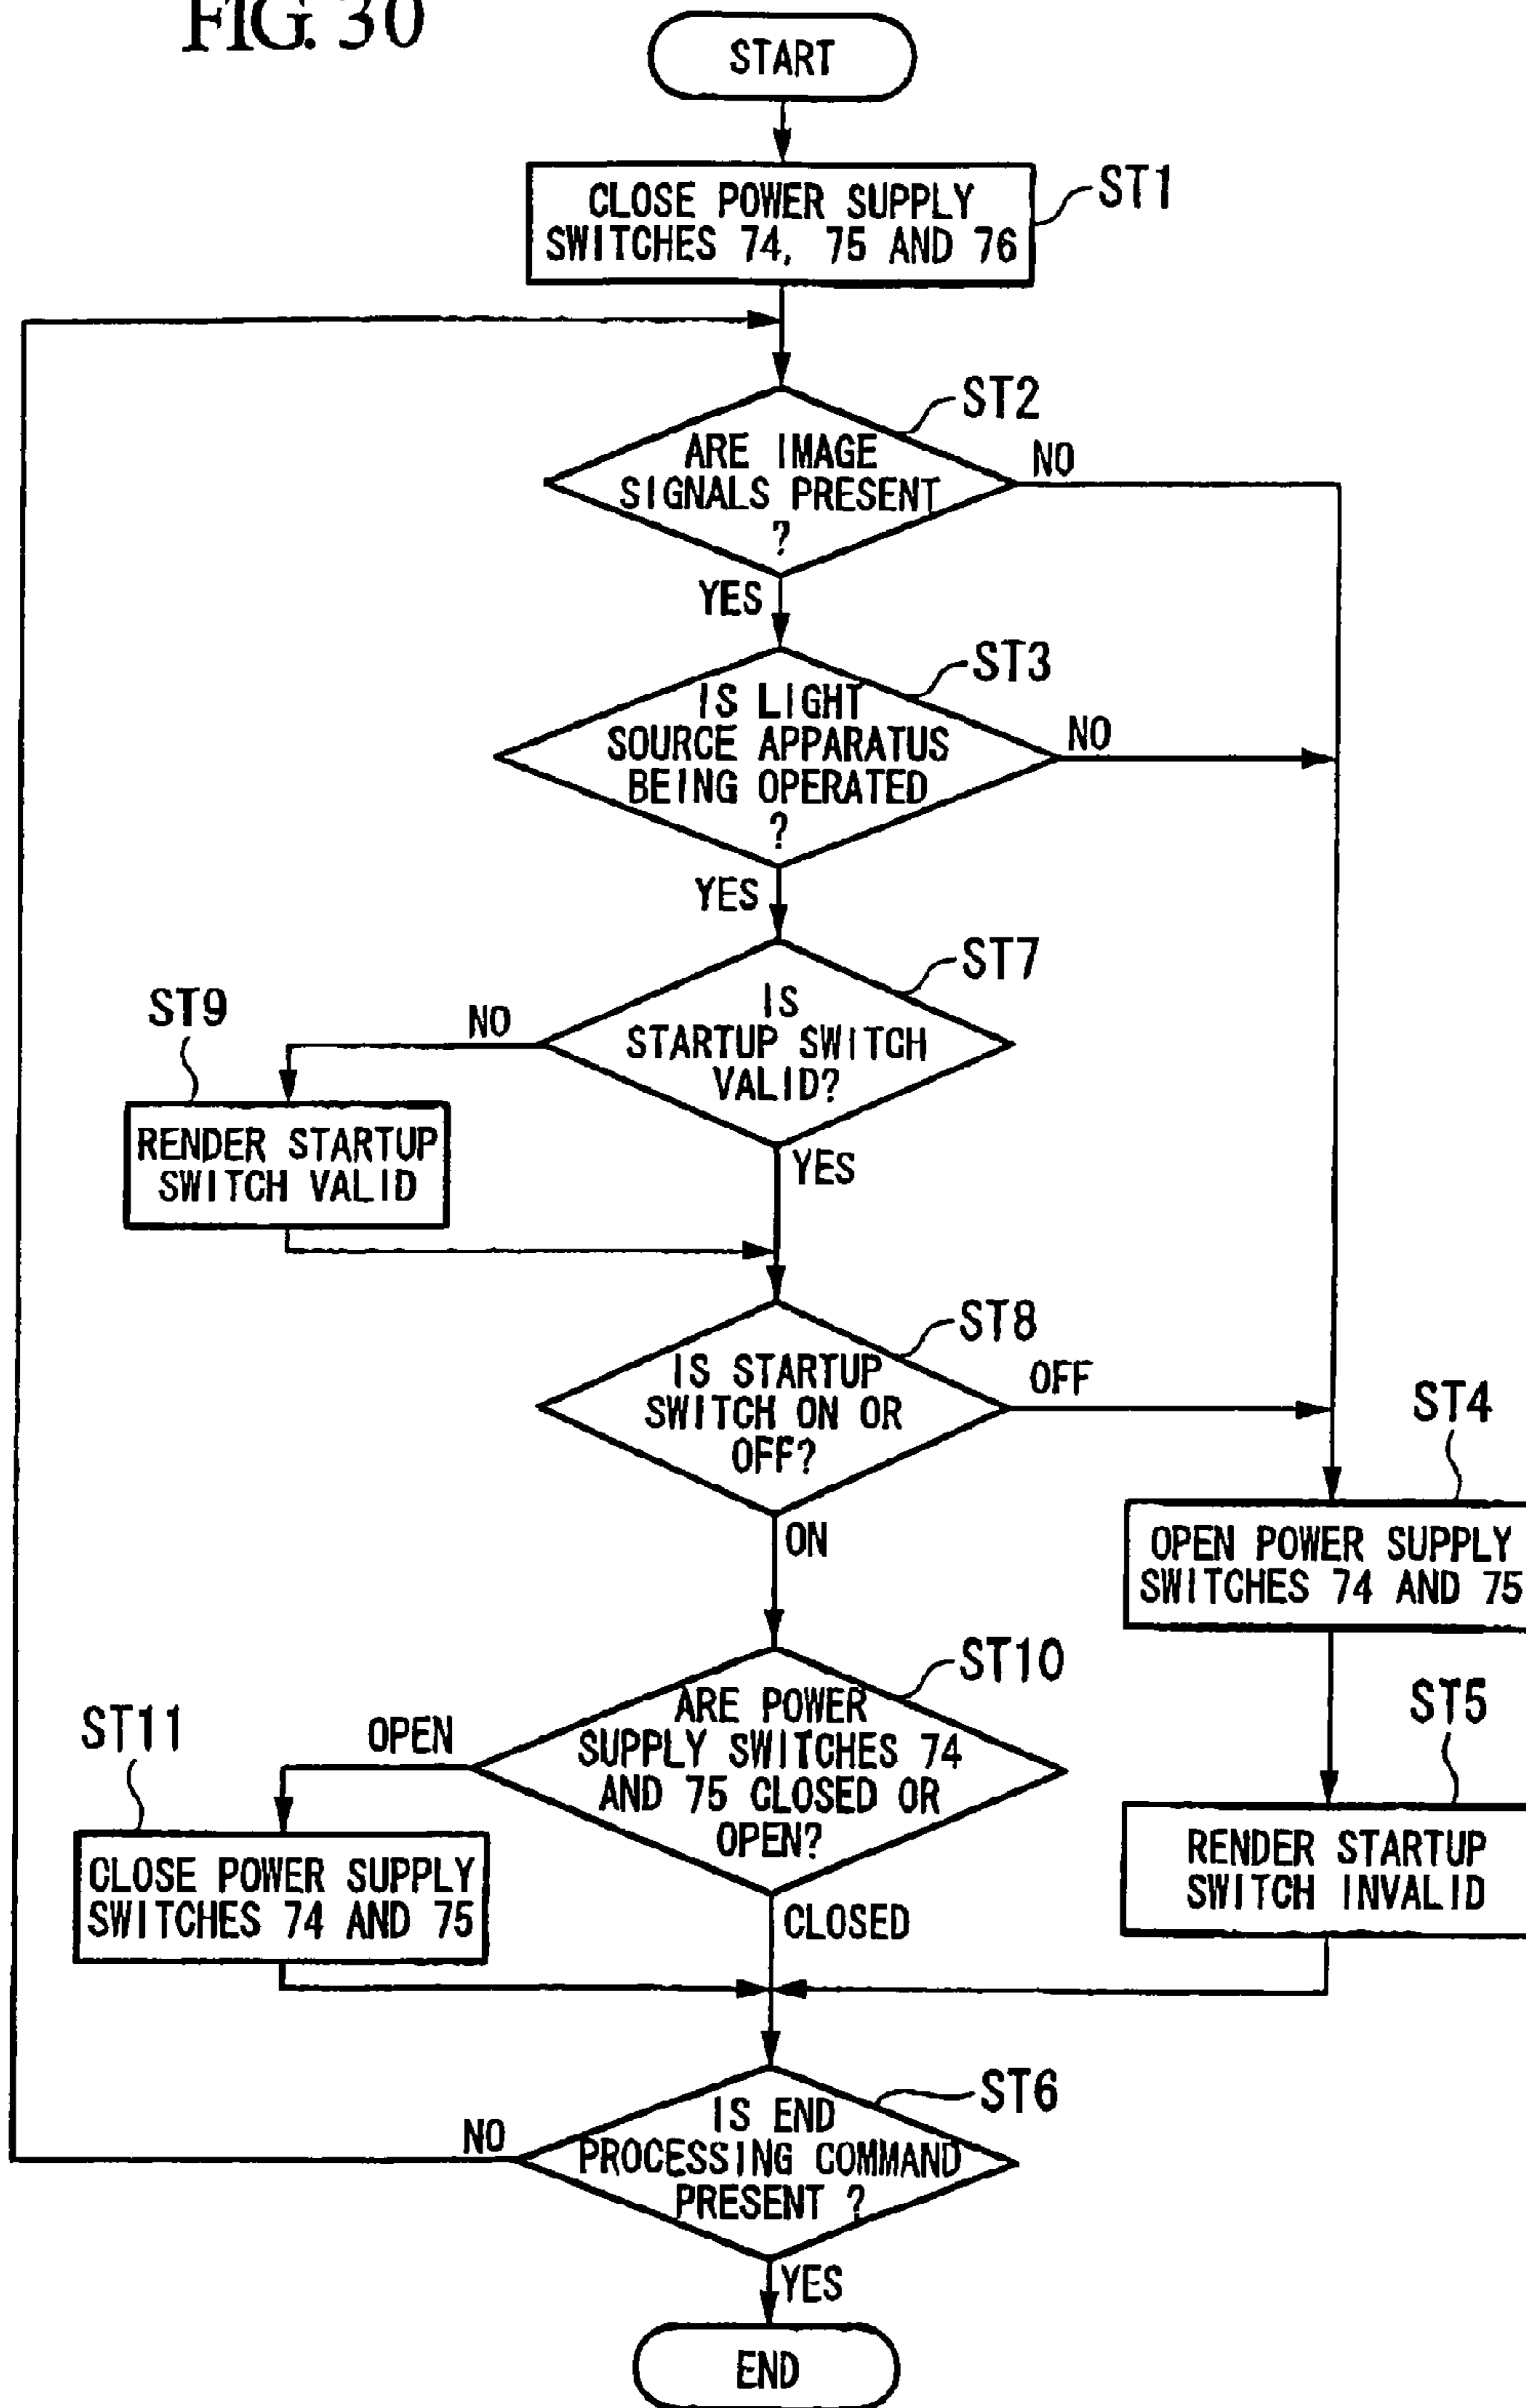 FIG. 30
START
CLOSE POWER SUPPLY
SWITCHES 74, 75 AND 76
ST1
ST2
ARE IMAGE
SIGNALS PRESENT
?
NO
YES
ST3
IS LIGHT
SOURCE APPARATUS
BEING OPERATED
?
NO
YES
ST7
IS
STARTUP SWITCH
VALID?
NO
YES
ST9
RENDER STARTUP
SWITCH VALID
ST8
IS STARTUP
SWITCH ON OR
OFF?
OFF
ON
ST4
OPEN POWER SUPPLY
SWITCHES 74 AND 75
ST10
ARE POWER
SUPPLY SWITCHES 74
AND 75 CLOSED OR
OPEN?
OPEN
CLOSED
ST11
CLOSE POWER SUPPLY
SWITCHES 74 AND 75
ST5
RENDER STARTUP
SWITCH INVALID
ST6
IS END
PROCESSING COMMAND
PRESENT ?
NO
YES
END